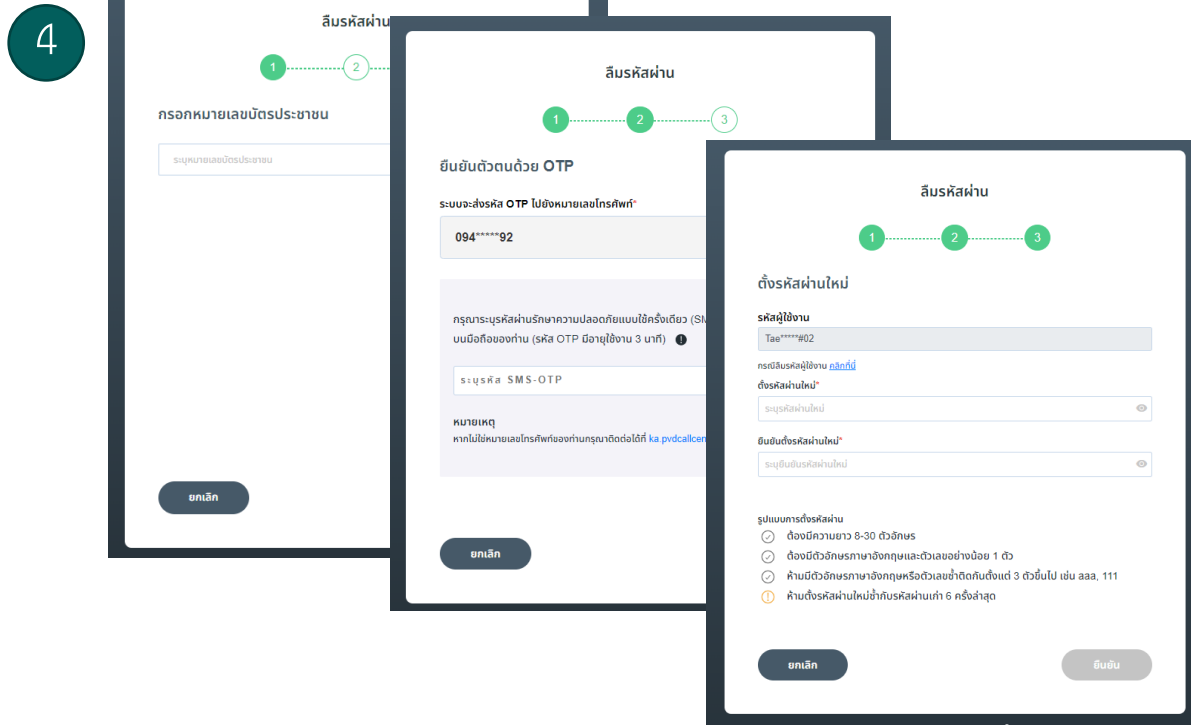 4
ลืมรหัสผ่าน
1
2
กรอกหมายเลขบัตรประชาชน
ระบุหมายเลขบัตรประชาชน
ยกเลิก
ลืมรหัสผ่าน
1
2
3
ยืนยันตัวตนด้วย OTP
ระบบจะส่งรหัส OTP ไปยังหมายเลขโทรศัพท์*
094*****92
กรุณาระบุรหัสผ่านรักษาความปลอดภัยแบบใช้ครั้งเดียว (SM
บนมือถือของท่าน (รหัส OTP มีอายุใช้งาน 3 นาที)
ระบุรหัส SMS-OTP
หมายเหตุ
หากไม่ใช่หมายเลขโทรศัพท์ของท่านกรุณาติดต่อได้ที่ ka.pvdcallcen
ยกเลิก
ลืมรหัสผ่าน
1
2
3
ตั้งรหัสผ่านใหม่
รหัสผู้ใช้งาน
Tae*****#02
กรณีลืมรหัสผู้ใช้งาน คลิกที่นี่
ตั้งรหัสผ่านใหม่*
ระบุรหัสผ่านใหม่
ยืนยันตั้งรหัสผ่านใหม่*
ระบุยืนยันรหัสผ่านใหม่
รูปแบบการตั้งรหัสผ่าน
ต้องมีความยาว 8-30 ตัวอักษร
ต้องมีตัวอักษรภาษาอังกฤษและตัวเลขอย่างน้อย 1 ตัว
ห้ามมีตัวอักษรภาษาอังกฤษหรือตัวเลขซ้ำติดกันตั้งแต่ 3 ตัวขึ้นไป เช่น aaa, 111
ห้ามตั้งรหัสผ่านใหม่ซ้ำกับรหัสผ่านเก่า 6 ครั้งล่าสุด
ยกเลิก
ยืนยัน